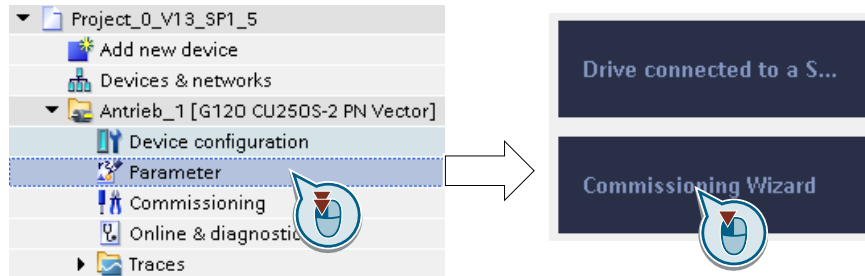 Project_0_V13_SP1_5
Add new device
Devices & networks
Antrieb_1 [G120 CU250S-2 PN Vector]
Device configuration
Parameter
Commissioning
Online &
Traces
Drive connected to a S...
Commissioning Wizard